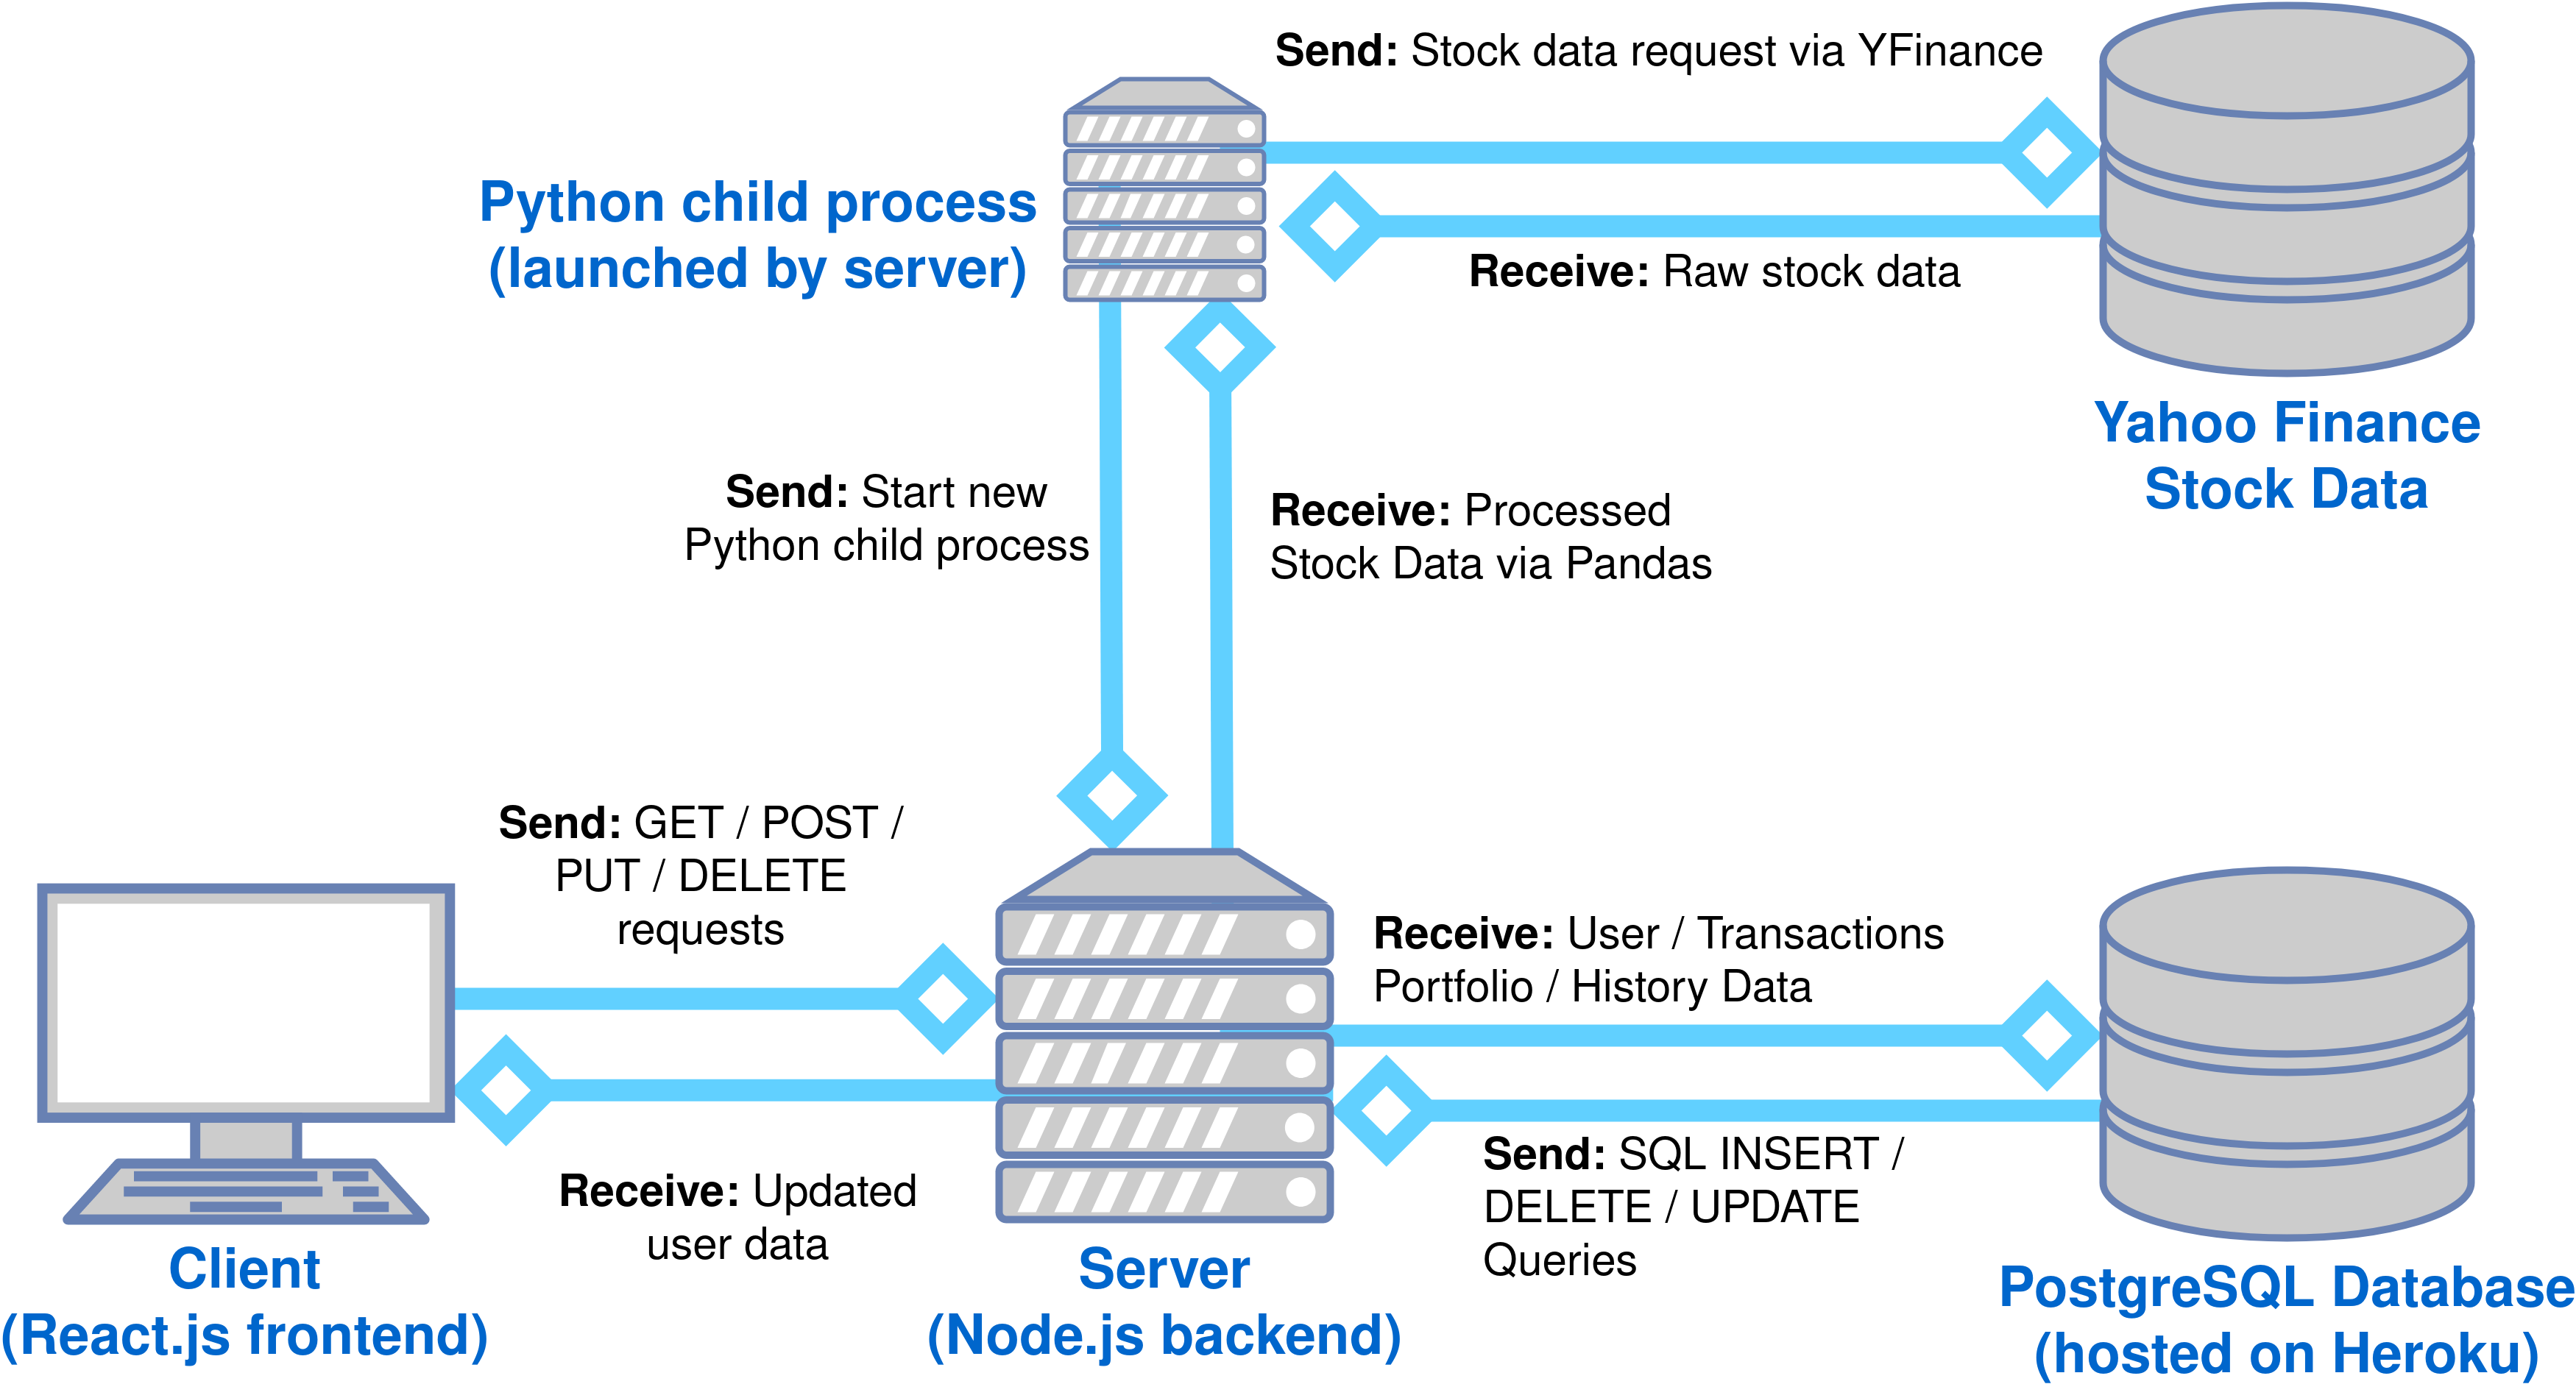 Send: Stock data request via YFinance
Python child process
(launched by server)
Receive: Raw stock data
Yahoo Finance
Stock Data
Send: Start new
Python child process
Receive: Processed
Stock Data via Pandas
Send: GET / POST /
PUT / DELETE
requests
Receive: User / Transactions
Portfolio / History Data
Receive: Updated
user data
Send: SQL INSERT /
DELETE / UPDATE
Queries
Client
(React.js frontend)
Server
(Node.js backend)
PostgreSQL Database
(hosted on Heroku)